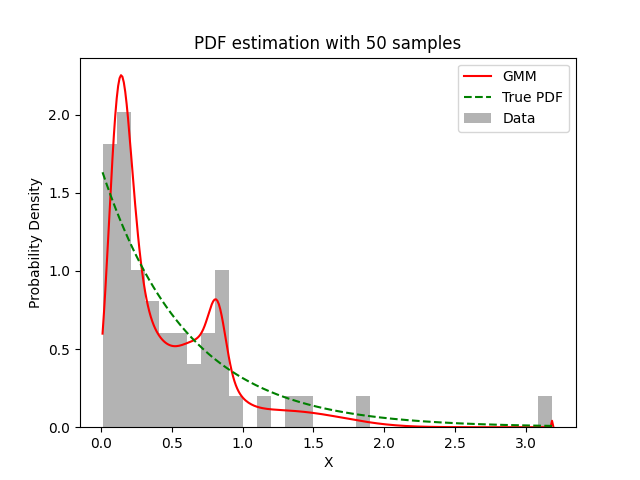 PDF estimation with 50 samples
GMM
True PDF
Data
Probability Density
2.0
1.5
1.0
0.5
0.0
0.0 0.5 1.0 1.5 2.0 2.5 3.0
X